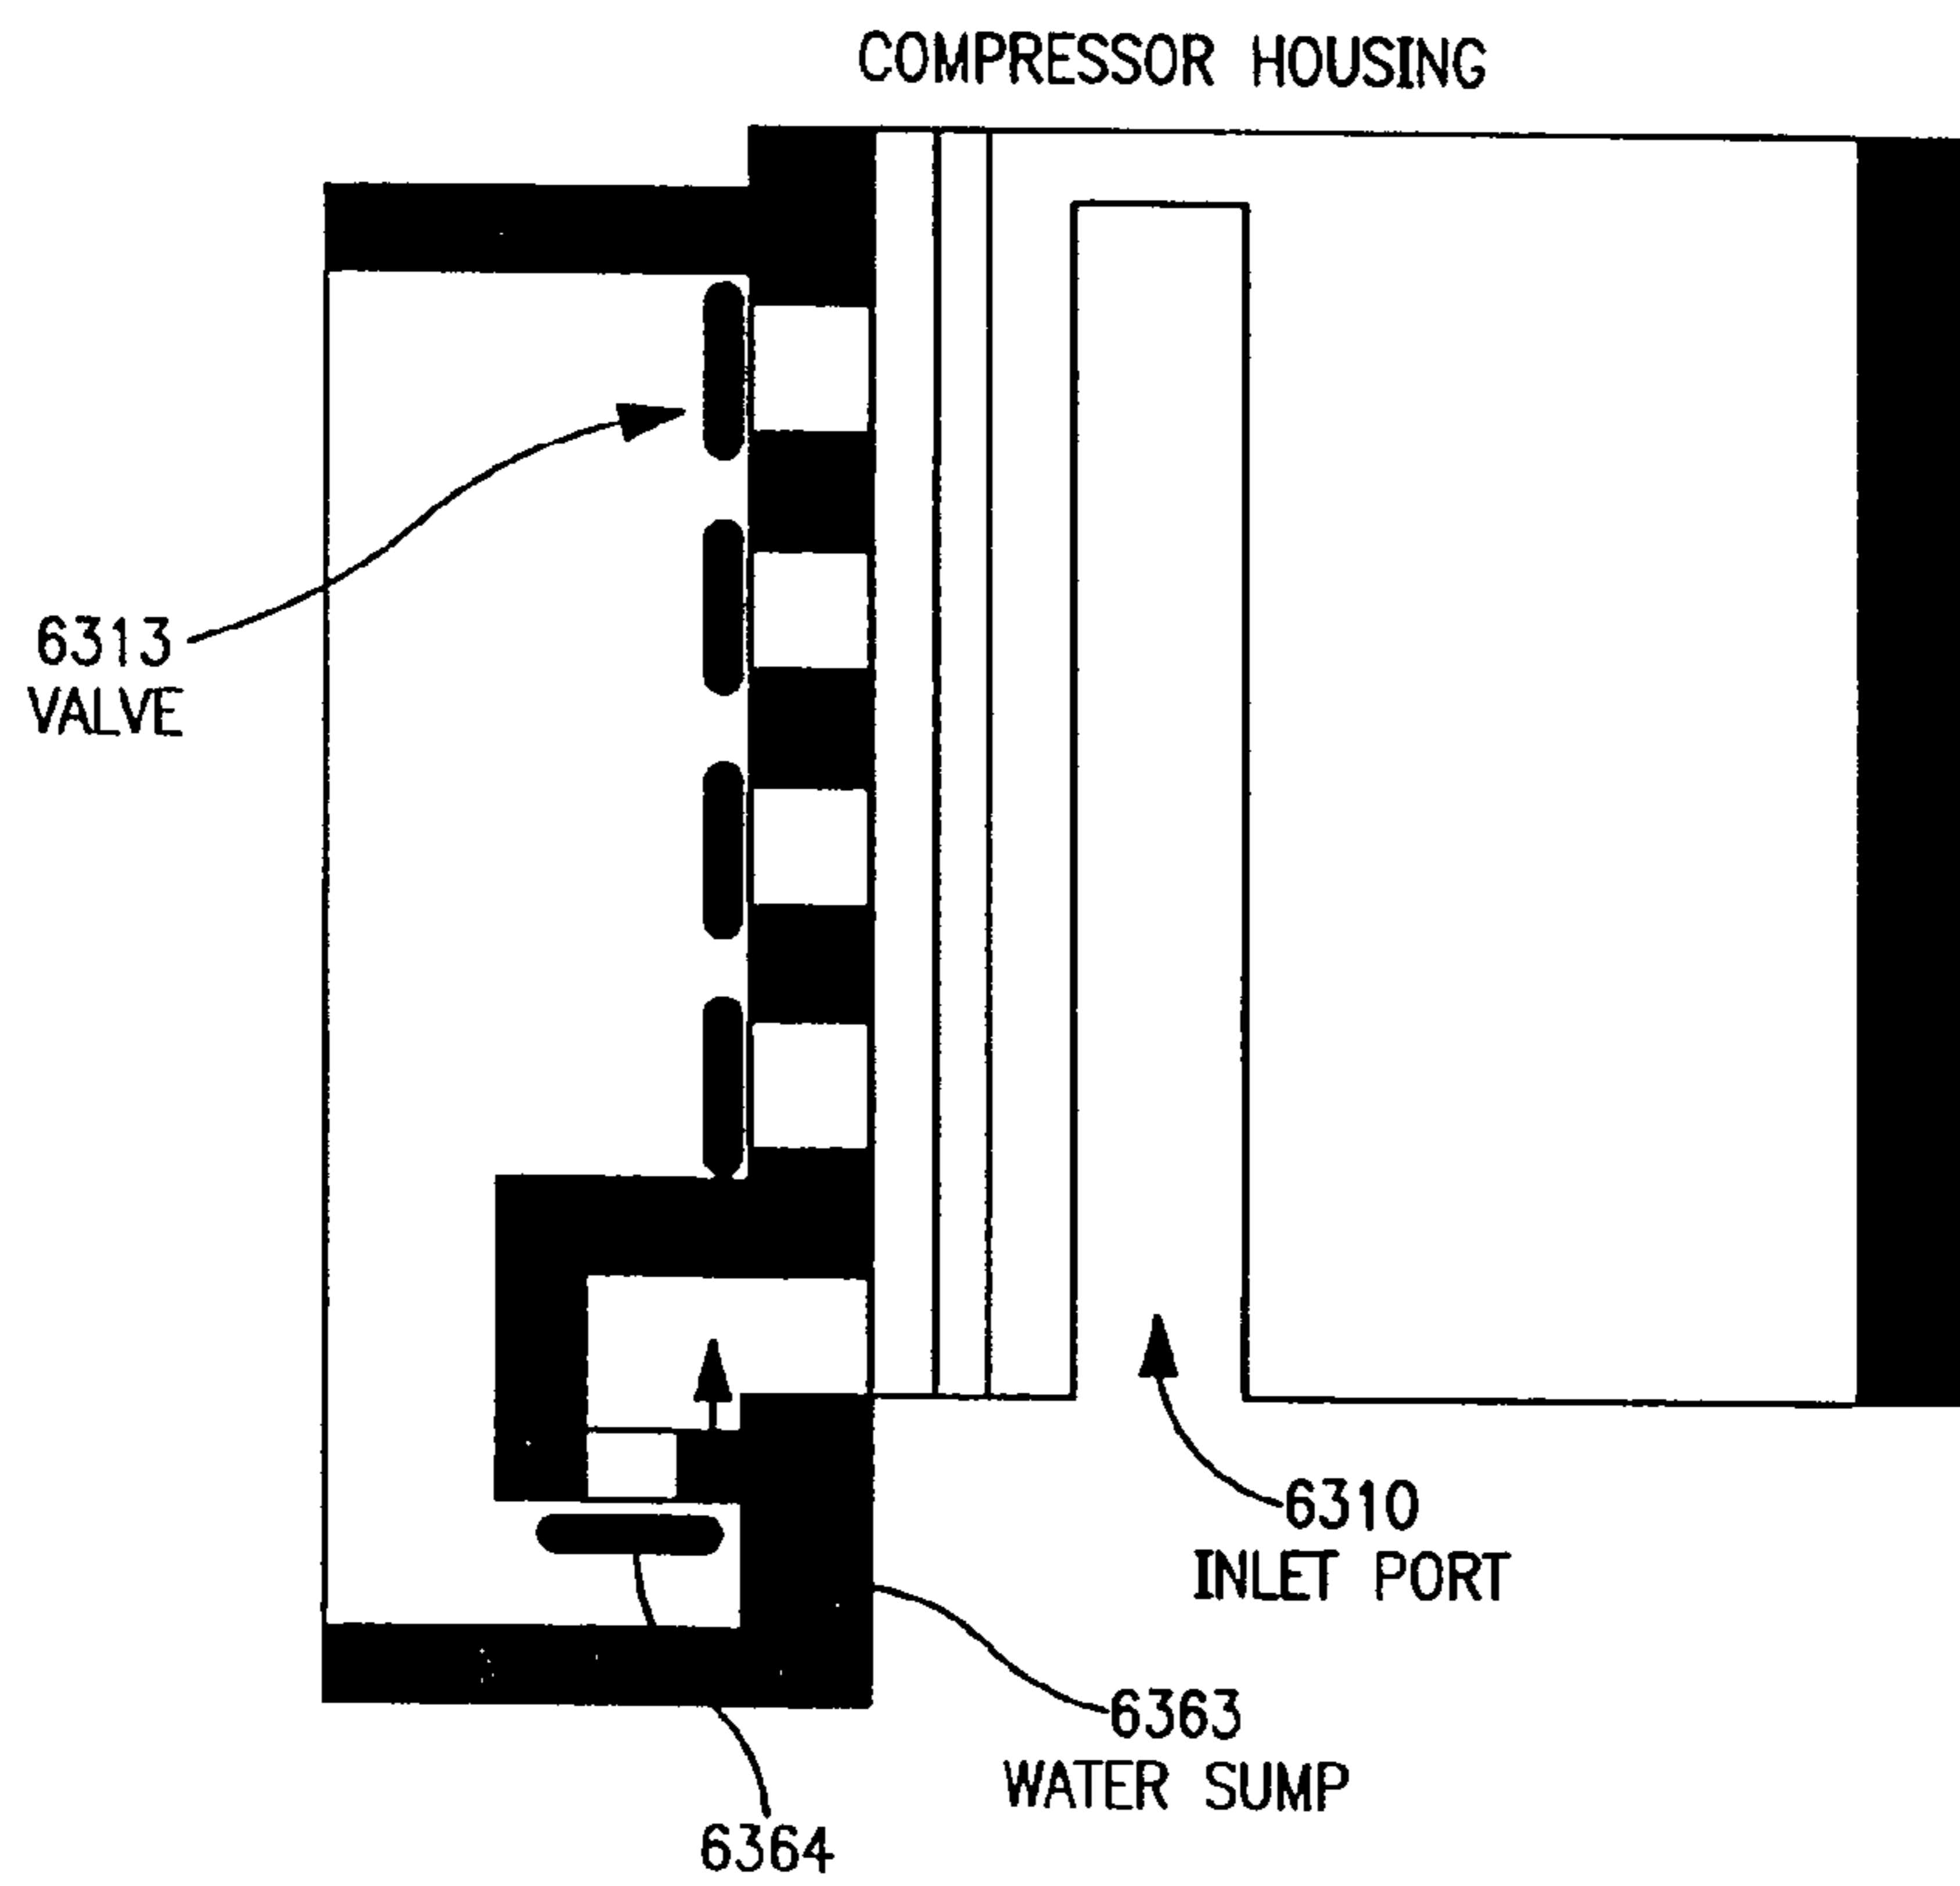 COMPRESSOR HOUSING
6313
VALVE
6310
INLET PORT
6363
WATER SUMP
6364